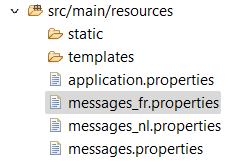 src/main/resources
static
templates
application.properties
messages_fr.properties
messages_nl.properties
messages.properties